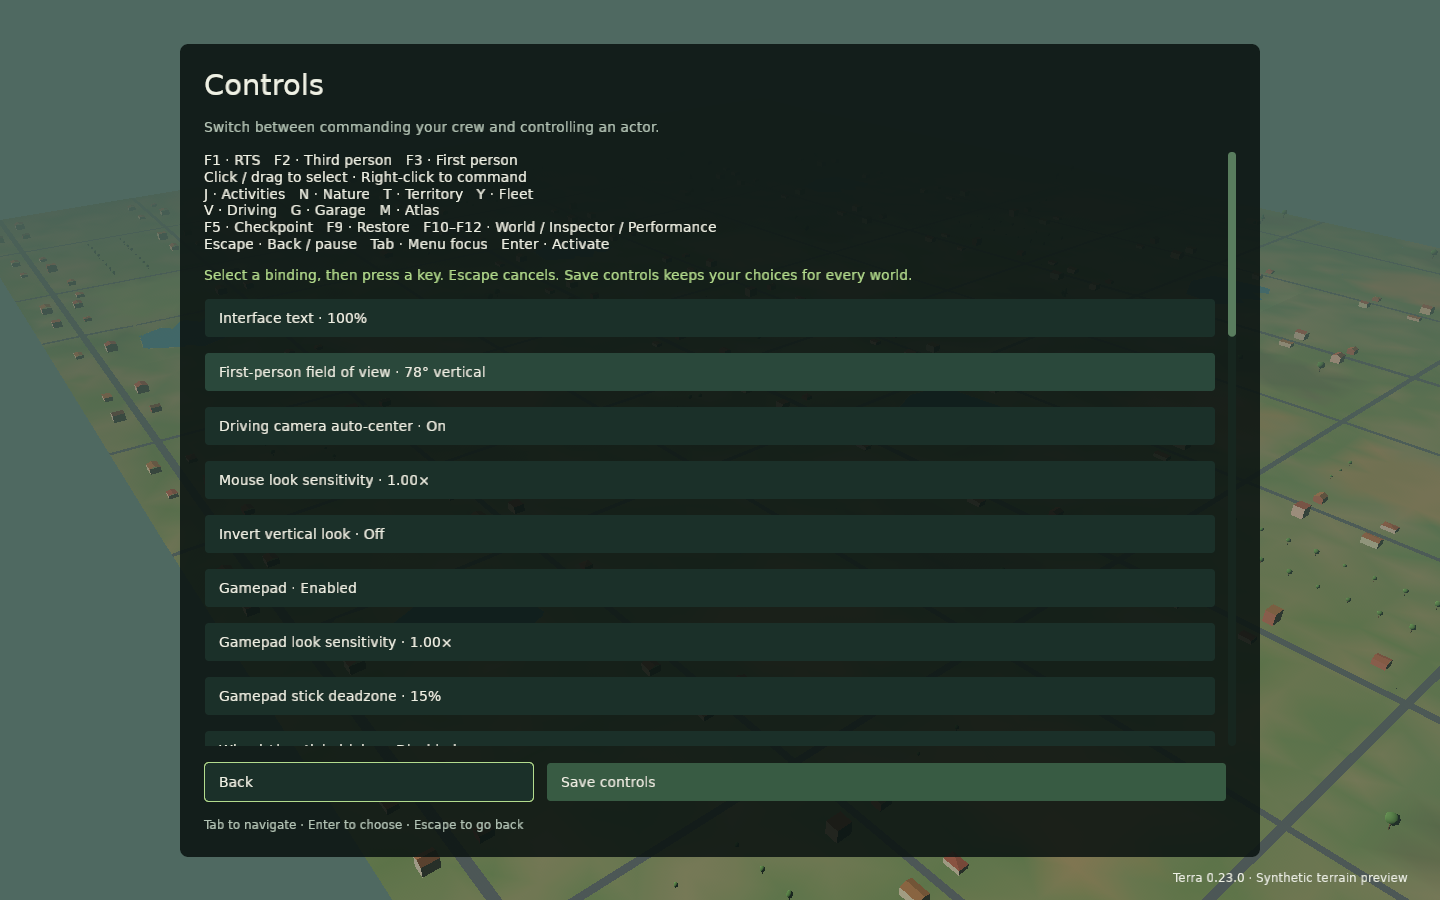 Controls
Switch between commanding your crew and controlling an actor.
F1 · RTS   F2 · Third person   F3 · First person
Click / drag to select · Right-click to command
J · Activities   N · Nature   T · Territory   Y · Fleet
V · Driving   G · Garage   M · Atlas
F5 · Checkpoint   F9 · Restore   F10–F12 · World / Inspector / Performance
Escape · Back / pause   Tab · Menu focus   Enter · Activate
Select a binding, then press a key. Escape cancels. Save controls keeps your choices for every world.
Interface text · 100%
First-person field of view · 78° vertical
Driving camera auto-center · On
Mouse look sensitivity · 1.00×
Invert vertical look · Off
Gamepad · Enabled
Gamepad look sensitivity · 1.00×
Gamepad stick deadzone · 15%
Back
Save controls
Tab to navigate · Enter to choose · Escape to go back
Terra 0.23.0 · Synthetic terrain preview